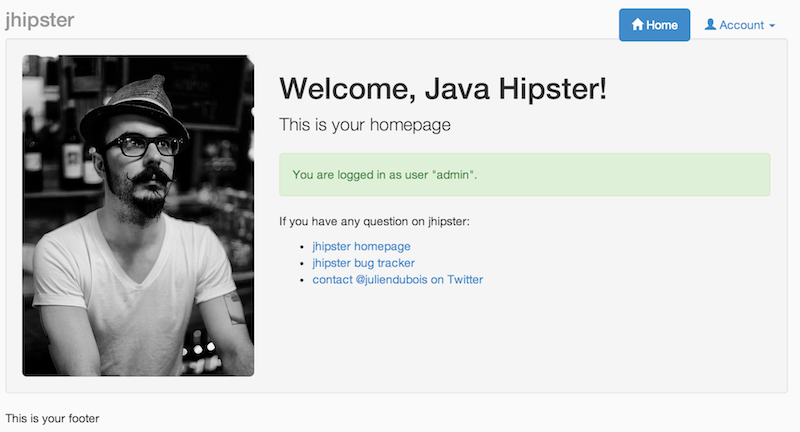 jhipster
Home
Account
Welcome, Java Hipster!
This is your homepage
You are logged in as user "admin".
If you have any question on jhipster:
jhipster homepage
jhipster bug tracker
contact @juliendubois on Twitter
This is your footer